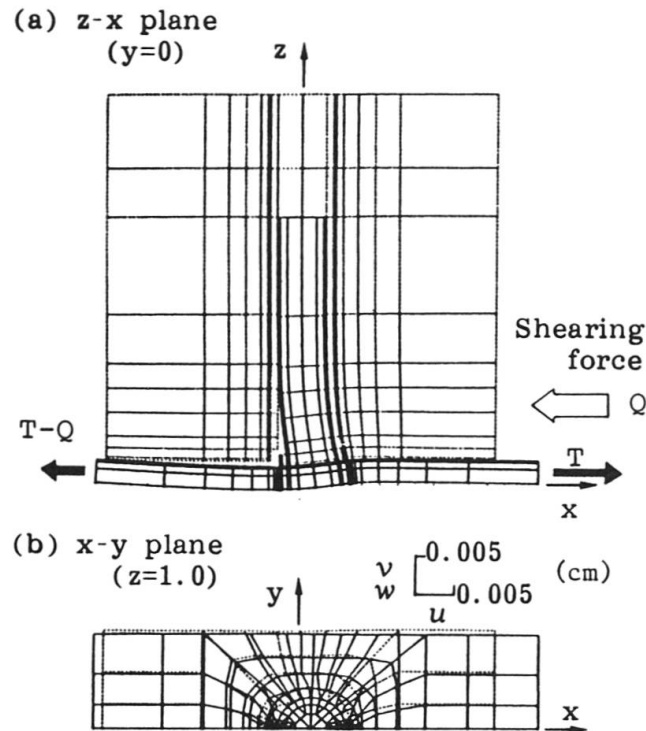 (a) z-x plane
(y=0)
z
Shearing
force
Q
T-Q
T
x
(b) x-y plane
(z=1.0)
y
v
w
0.005
0.005
u
(cm)
x